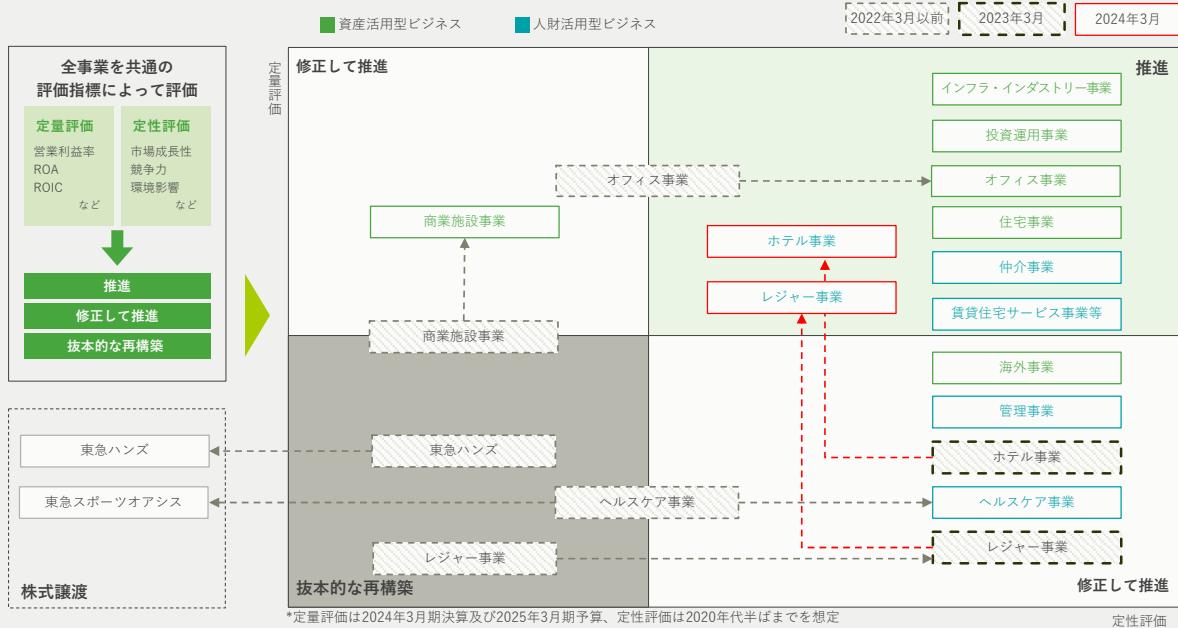 資産活用型ビジネス
人財活用型ビジネス
2022年3月以前
2023年3月
2024年3月
全事業を共通の
評価指標によって評価
定量評価
営業利益率
ROA
ROIC
など
定性評価
市場成長性
競争力
環境影響
など
推進
修正して推進
抜本的な再構築
東急ハンズ
東急スポーツオアシス
株式譲渡
定量評価
修正して推進
推進
インフラ・インダストリー事業
投資運用事業
オフィス事業
オフィス事業
商業施設事業
住宅事業
ホテル事業
仲介事業
レジャー事業
賃貸住宅サービス事業等
商業施設事業
海外事業
管理事業
東急ハンズ
ホテル事業
ヘルスケア事業
ヘルスケア事業
レジャー事業
レジャー事業
抜本的な再構築
修正して推進
*定量評価は2024年3月期決算及び2025年3月期予算、定性評価は2020年代半ばまでを想定
定性評価